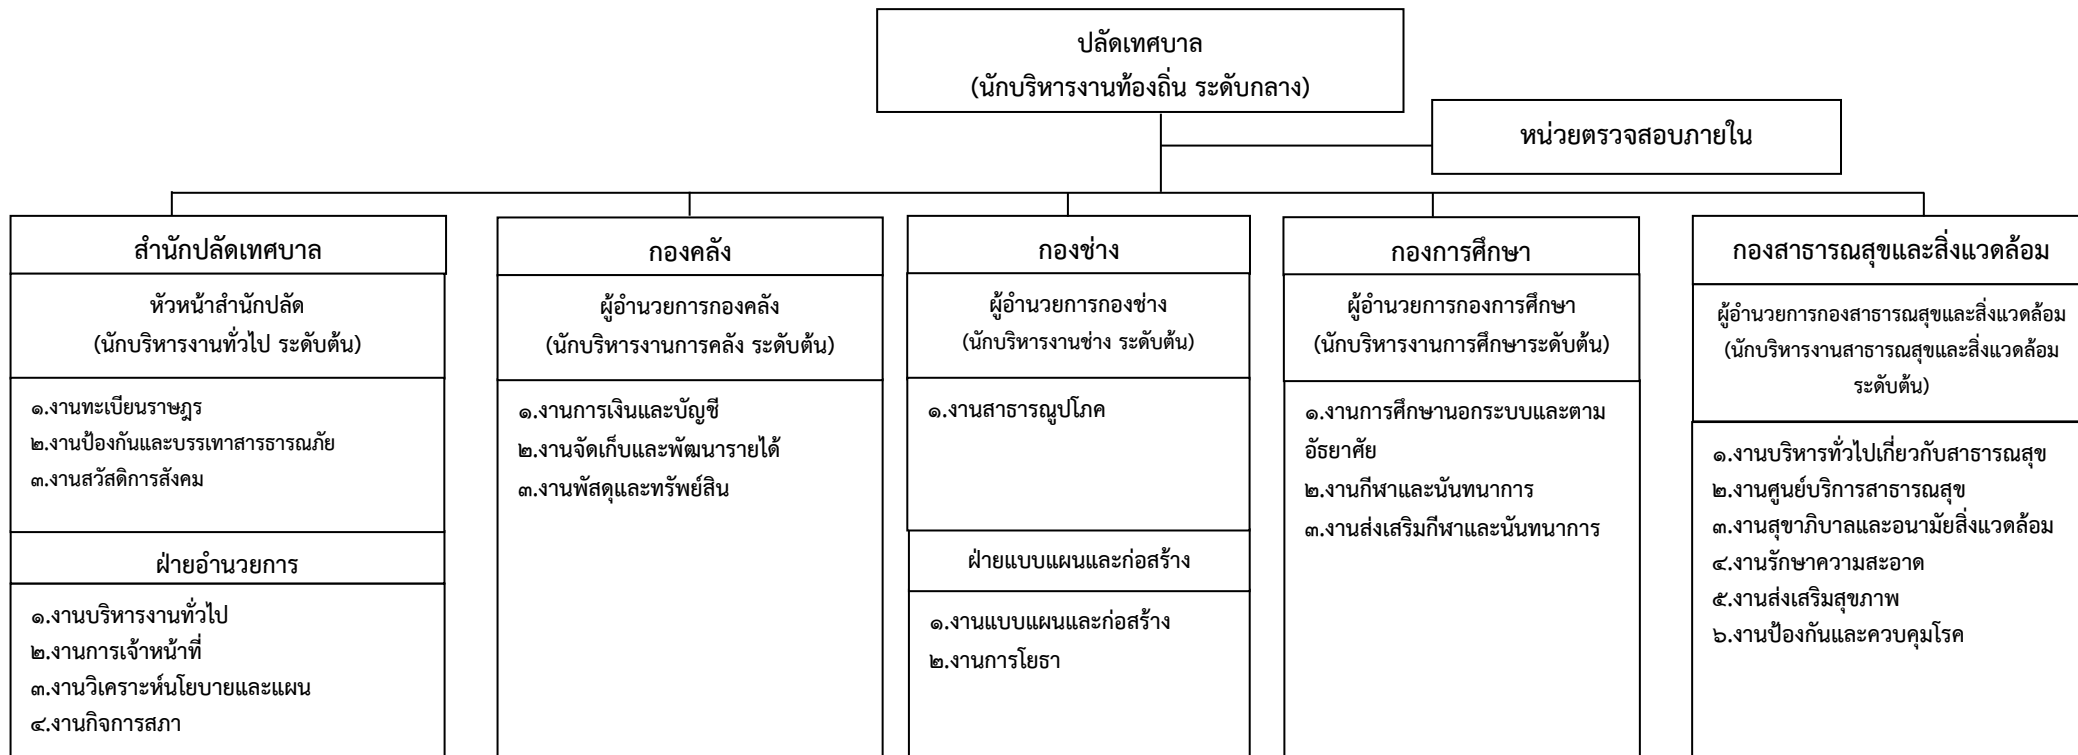 ปลัดเทศบาล
(นักบริหารงานท้องถิ่น ระดับกลาง)
หน่วยตรวจสอบภายใน
สำนักปลัดเทศบาล
หัวหน้าสำนักปลัด
(นักบริหารงานทั่วไป ระดับต้น)
๑.งานทะเบียนราษฎร
๒.งานป้องกันและบรรเทาสารธารณภัย
๓.งานสวัสดิการสังคม
ฝ่ายอำนวยการ
๑.งานบริหารงานทั่วไป
๒.งานการเจ้าหน้าที่
๓.งานวิเคราะห์นโยบายและแผน
๔.งานกิจการสภา
กองคลัง
ผู้อำนวยการกองคลัง
(นักบริหารงานการคลัง ระดับต้น)
๑.งานการเงินและบัญชี
๒.งานจัดเก็บและพัฒนารายได้
๓.งานพัสดุและทรัพย์สิน
กองช่าง
ผู้อำนวยการกองช่าง
(นักบริหารงานช่าง ระดับต้น)
๑.งานสาธารณูปโภค
ฝ่ายแบบแผนและก่อสร้าง
๑.งานแบบแผนและก่อสร้าง
๒.งานการโยธา
กองการศึกษา
ผู้อำนวยการกองการศึกษา
(นักบริหารงานการศึกษาระดับต้น)
๑.งานการศึกษานอกระบบและตาม
อัธยาศัย
๒.งานกีฬาและนันทนาการ
๓.งานส่งเสริมกีฬาและนันทนาการ
กองสาธารณสุขและสิ่งแวดล้อม
ผู้อำนวยการกองสาธารณสุขและสิ่งแวดล้อม
(นักบริหารงานสาธารณสุขและสิ่งแวดล้อม
ระดับต้น)
๑.งานบริหารทั่วไปเกี่ยวกับสาธารณสุข
๒.งานศูนย์บริการสาธารณสุข
๓.งานสุขาภิบาลและอนามัยสิ่งแวดล้อม
๔.งานรักษาความสะอาด
๕.งานส่งเสริมสุขภาพ
๖.งานป้องกันและควบคุมโรค